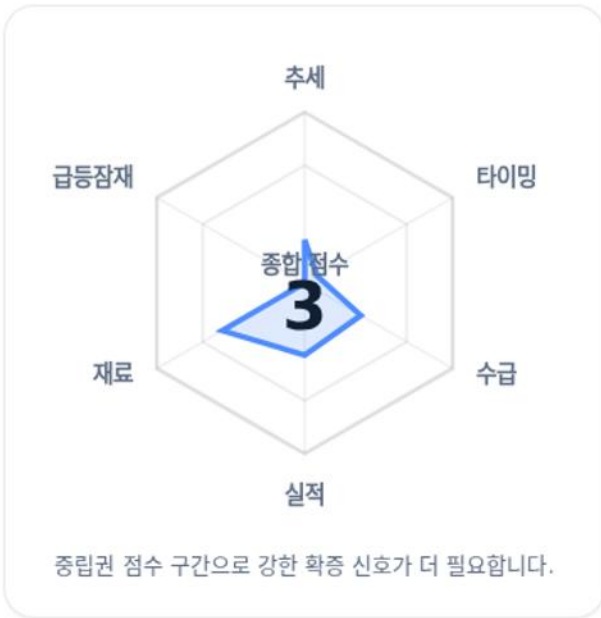 추세
급등잠재
타이밍
종합 점수
3
재료
수급
실적
중립권 점수 구간으로 강한 확증 신호가 더 필요합니다.